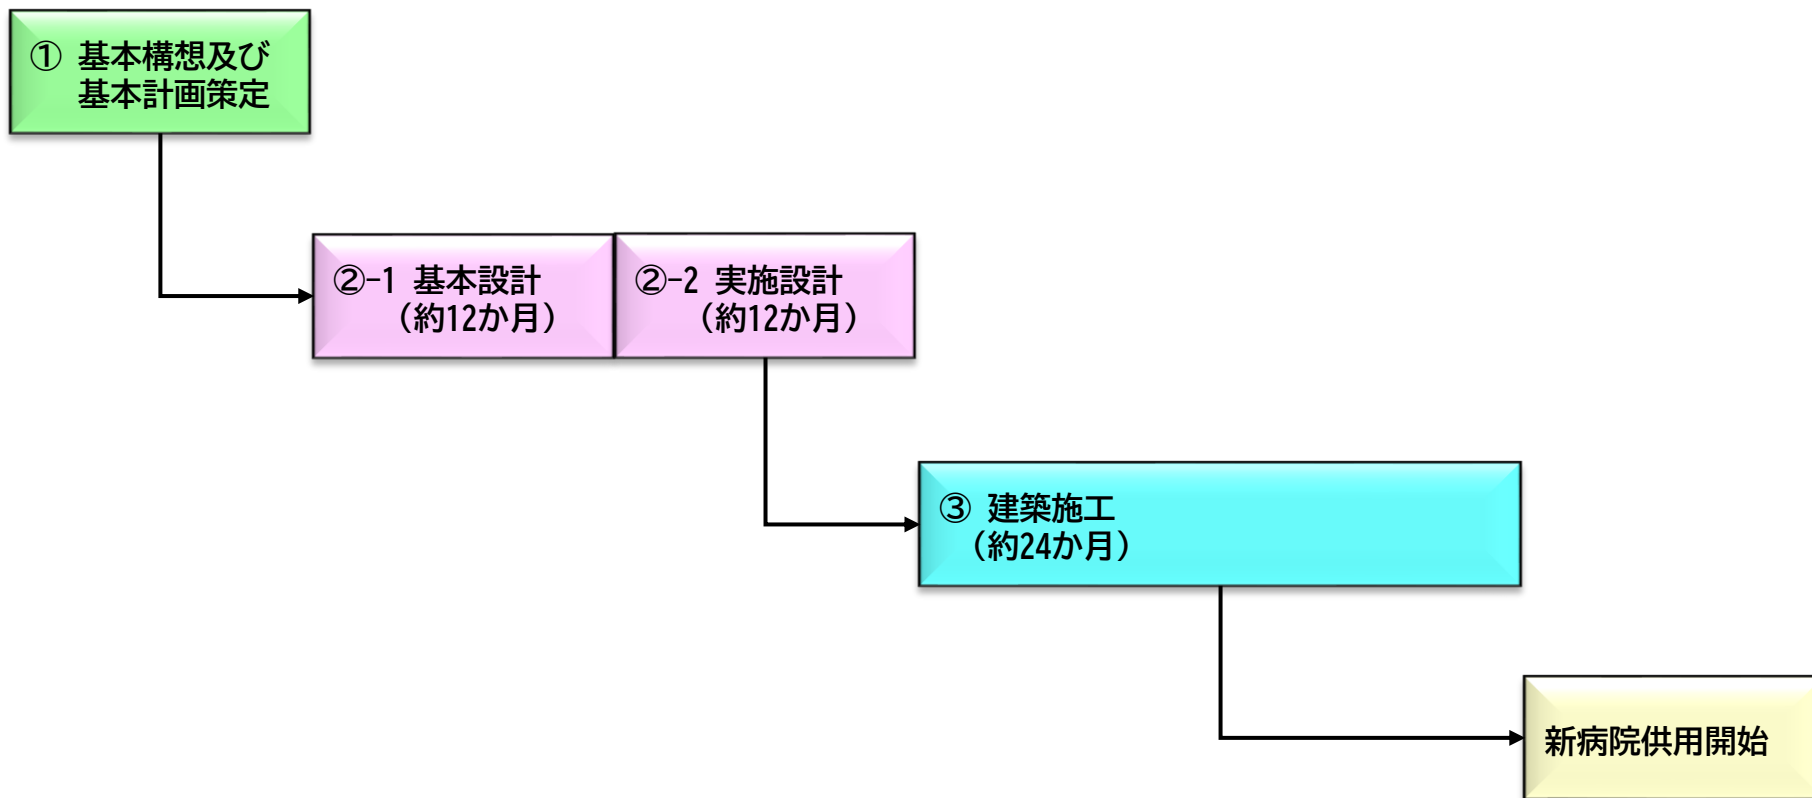 ① 基本構想及び
基本計画策定
②-1 基本設計
（約12か月）
②-2 実施設計
（約12か月）
③ 建築施工
（約24か月）
新病院供用開始